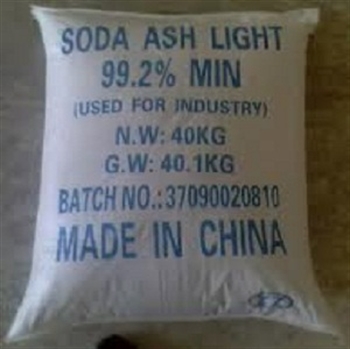 SODA ASH LIGHT
99.2% MIN
(USED FOR INDUSTRY)
N.W: 40KG
G.W: 40.1KG
BATCH NO.: 37090020810
MADE IN CHINA